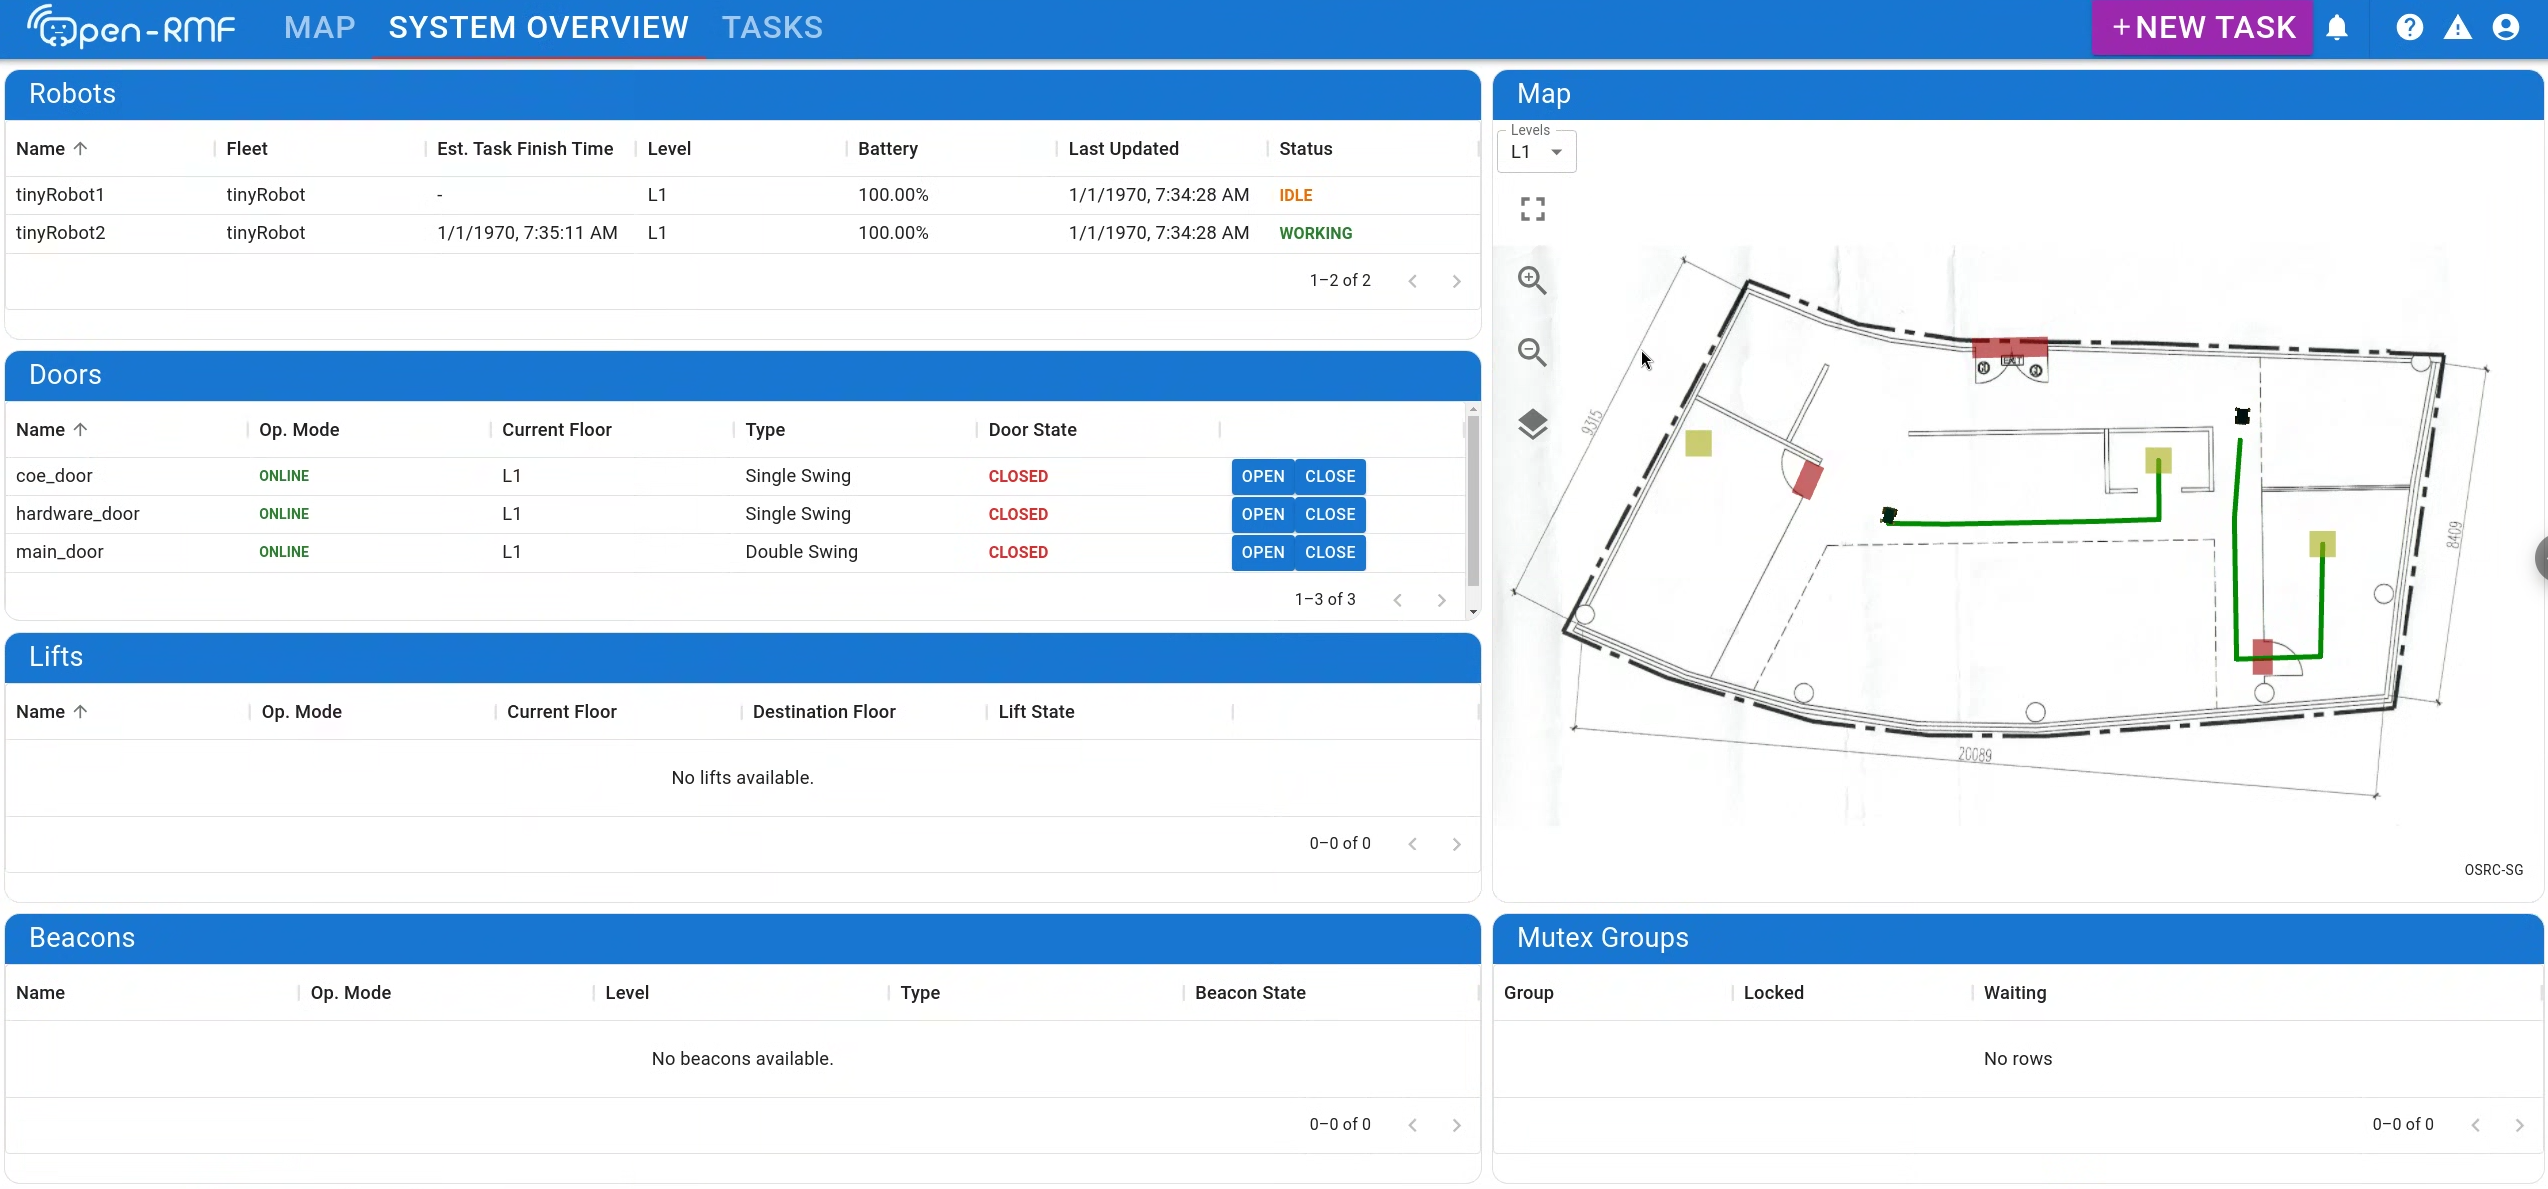 Open-RMF MAP SYSTEM OVERVIEW TASKS +NEW TASK
Robots
Name Fleet Est. Task Finish Time Level Battery Last Updated Status
tinyRobot1 tinyRobot - L1 100.00% 1/1/1970, 7:34:28 AM IDLE
tinyRobot2 tinyRobot 1/1/1970, 7:35:11 AM L1 100.00% 1/1/1970, 7:34:28 AM WORKING
1–2 of 2
Doors
Name Op. Mode Current Floor Type Door State
coe_door ONLINE L1 Single Swing CLOSED OPEN CLOSE
hardware_door ONLINE L1 Single Swing CLOSED OPEN CLOSE
main_door ONLINE L1 Double Swing CLOSED OPEN CLOSE
1–3 of 3
Lifts
Name Op. Mode Current Floor Destination Floor Lift State
No lifts available.
0–0 of 0
Beacons
Name Op. Mode Level Type Beacon State
No beacons available.
0–0 of 0
Map
Levels
L1
EXIT
9315
8409
20089
OSRC-SG
Mutex Groups
Group Locked Waiting
No rows
0–0 of 0